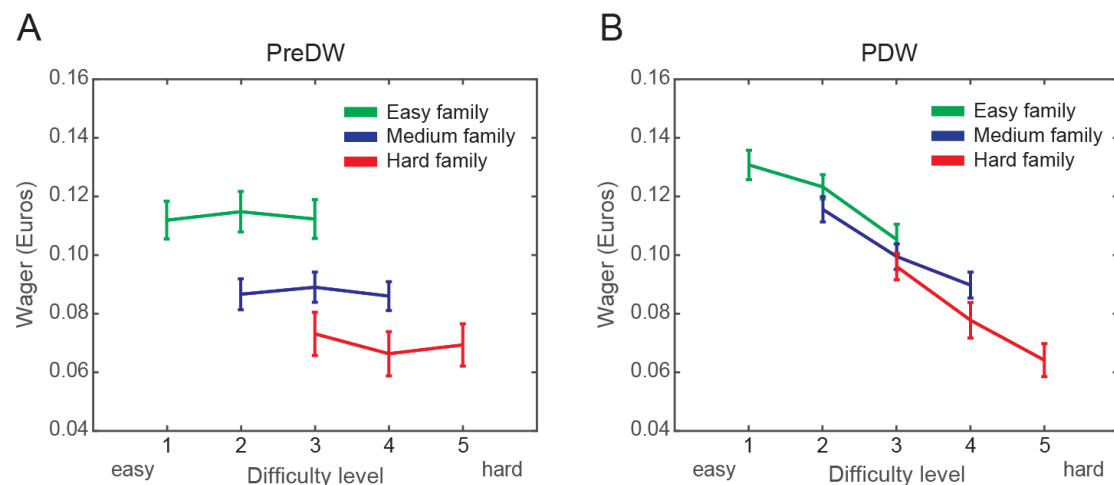 A
PreDW
0.16
0.14
0.12
0.10
0.08
0.06
0.04
Wager (Euros)
Easy family
Medium family
Hard family
1 2 3 4 5
easy Difficulty level hard
B
PDW
0.16
0.14
0.12
0.10
0.08
0.06
0.04
Wager (Euros)
Easy family
Medium family
Hard family
1 2 3 4 5
easy Difficulty level hard